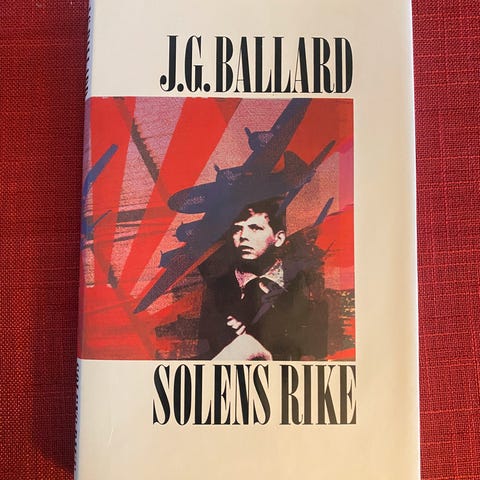 J.G. BALLARD
SOLENS RIKE